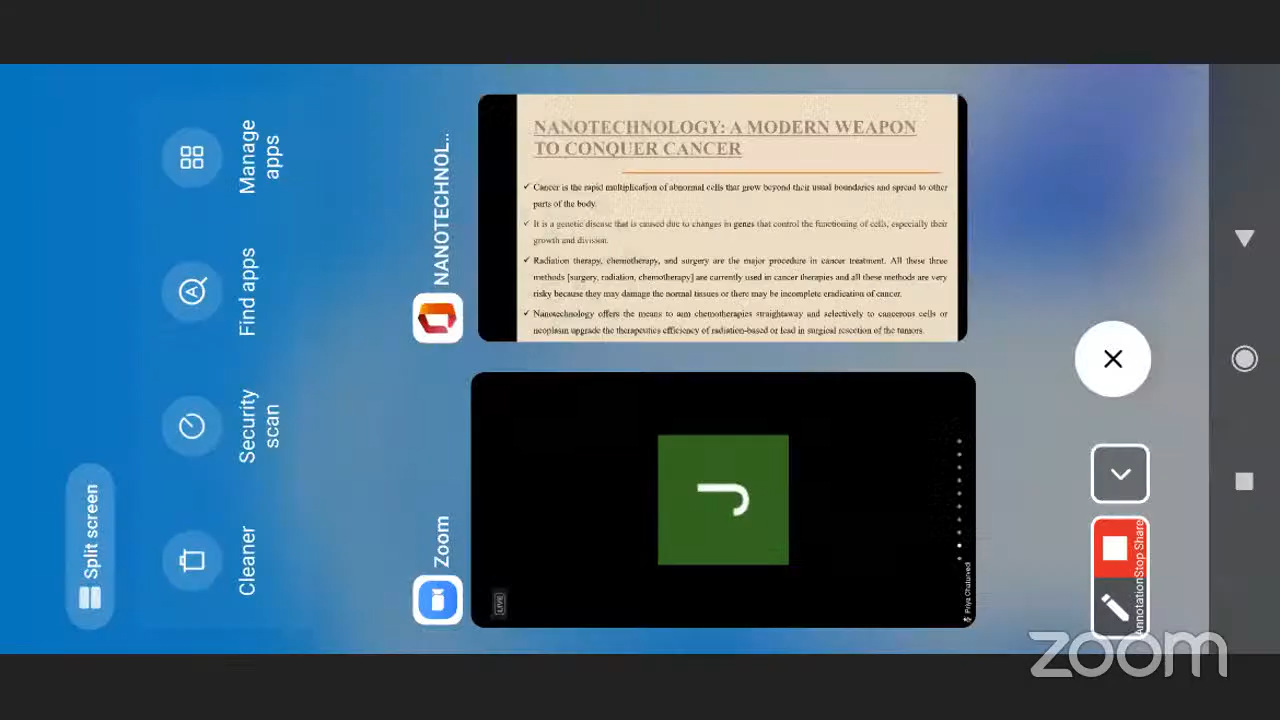 Split screen
Cleaner
Security
scan
Find apps
Manage
apps
NANOTECHNOL..
NANOTECHNOLOGY: A MODERN WEAPON
TO CONQUER CANCER
✓ Cancer is the rapid multiplication of abnormal cells that grow beyond their usual boundaries and spread to other
parts of the body.
✓ It is a genetic disease that is caused due to changes in genes that control the functioning of cells, especially their
growth and division.
✓ Radiation therapy, chemotherapy, and surgery are the major procedure in cancer treatment. All these three
methods [surgery, radiation, chemotherapy] are currently used in cancer therapies and all these methods are very
risky because they may damage the normal tissues or there may be incomplete eradication of cancer.
✓ Nanotechnology offers the means to aim chemotherapies straightaway and selectively to cancerous cells or
neoplasm upgrade the therapeutics efficiency of radiation-based or lead in surgical resection of the tumors.
Zoom
LIVE
J
Priya Chaturvedi
Annotation
Stop Share
zoom